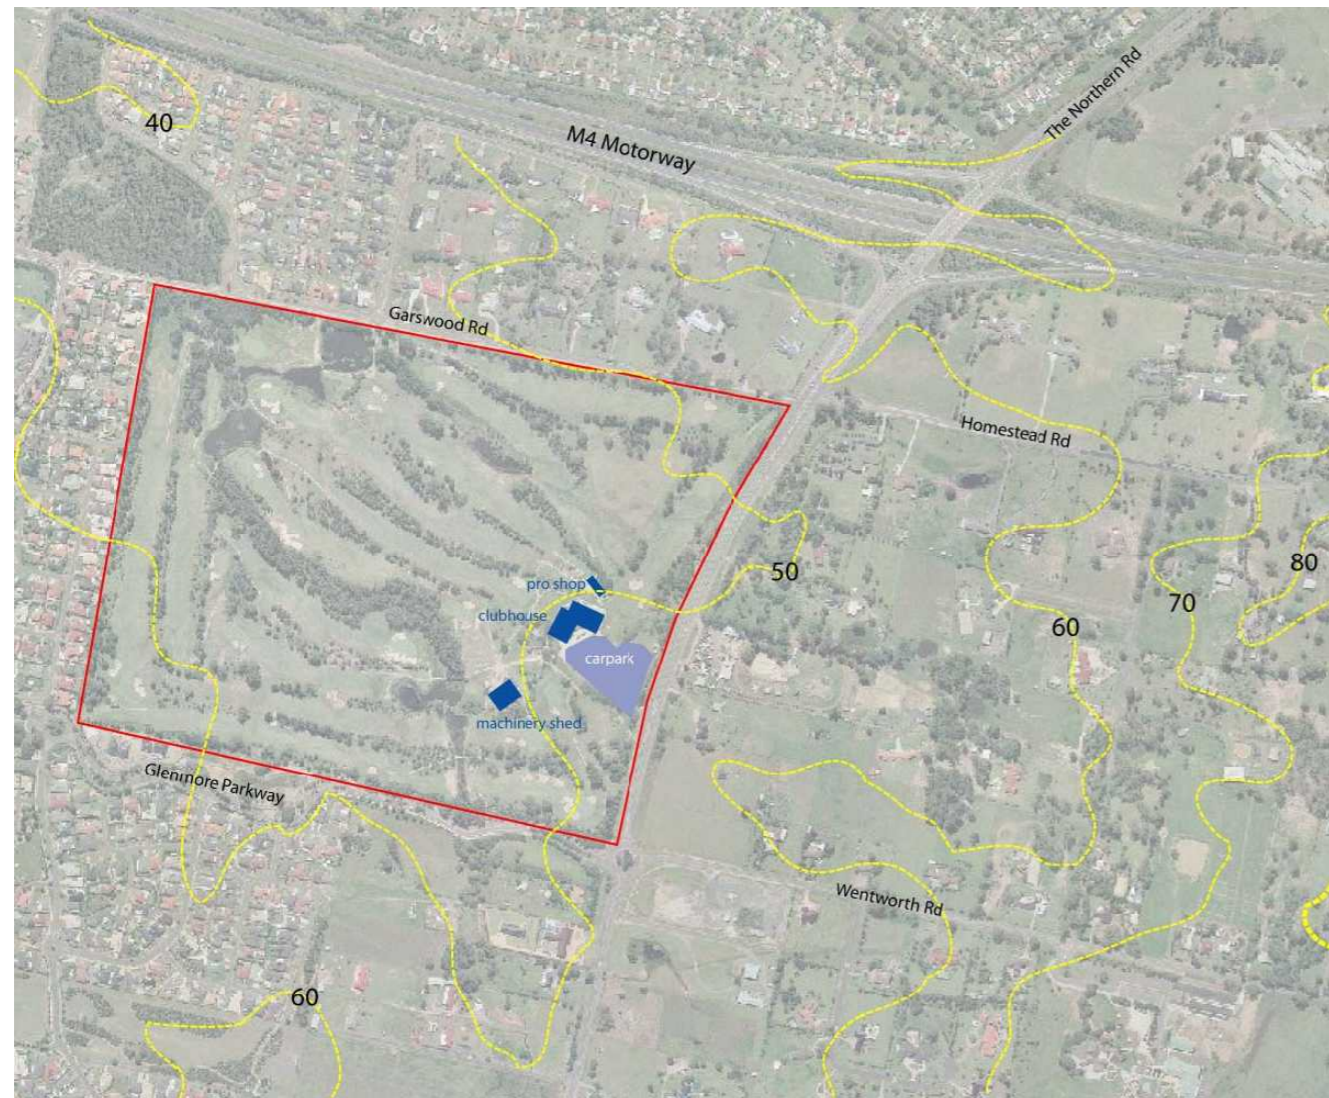 The Northern Rd
40
M4 Motorway
Garswood Rd
Homestead Rd
80
50
pro shop
70
clubhouse
60
carpark
machinery shed
Glenmore Parkway
Wentworth Rd
60